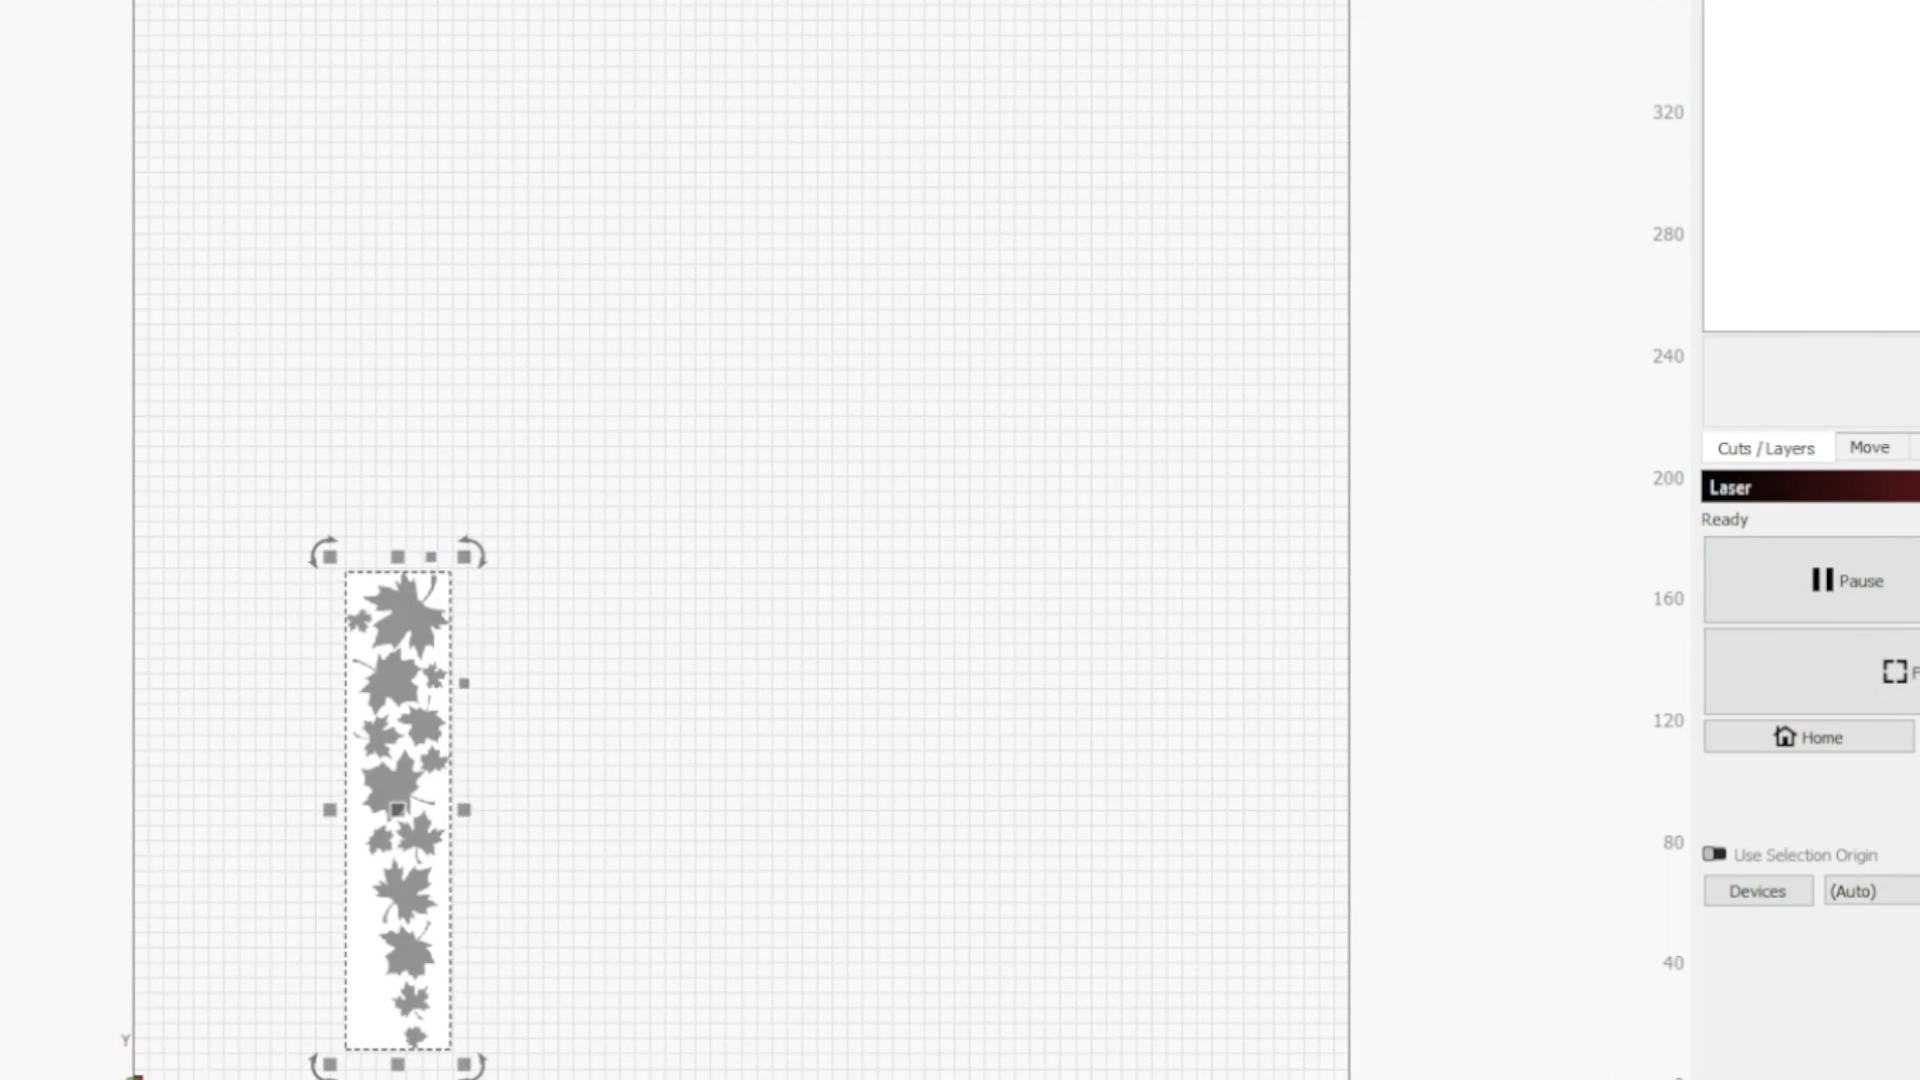 320
280
240
Cuts / Layers Move
200
Laser
Ready
Pause
160
F
120
Home
80
Use Selection Origin
Devices (Auto)
40
Y